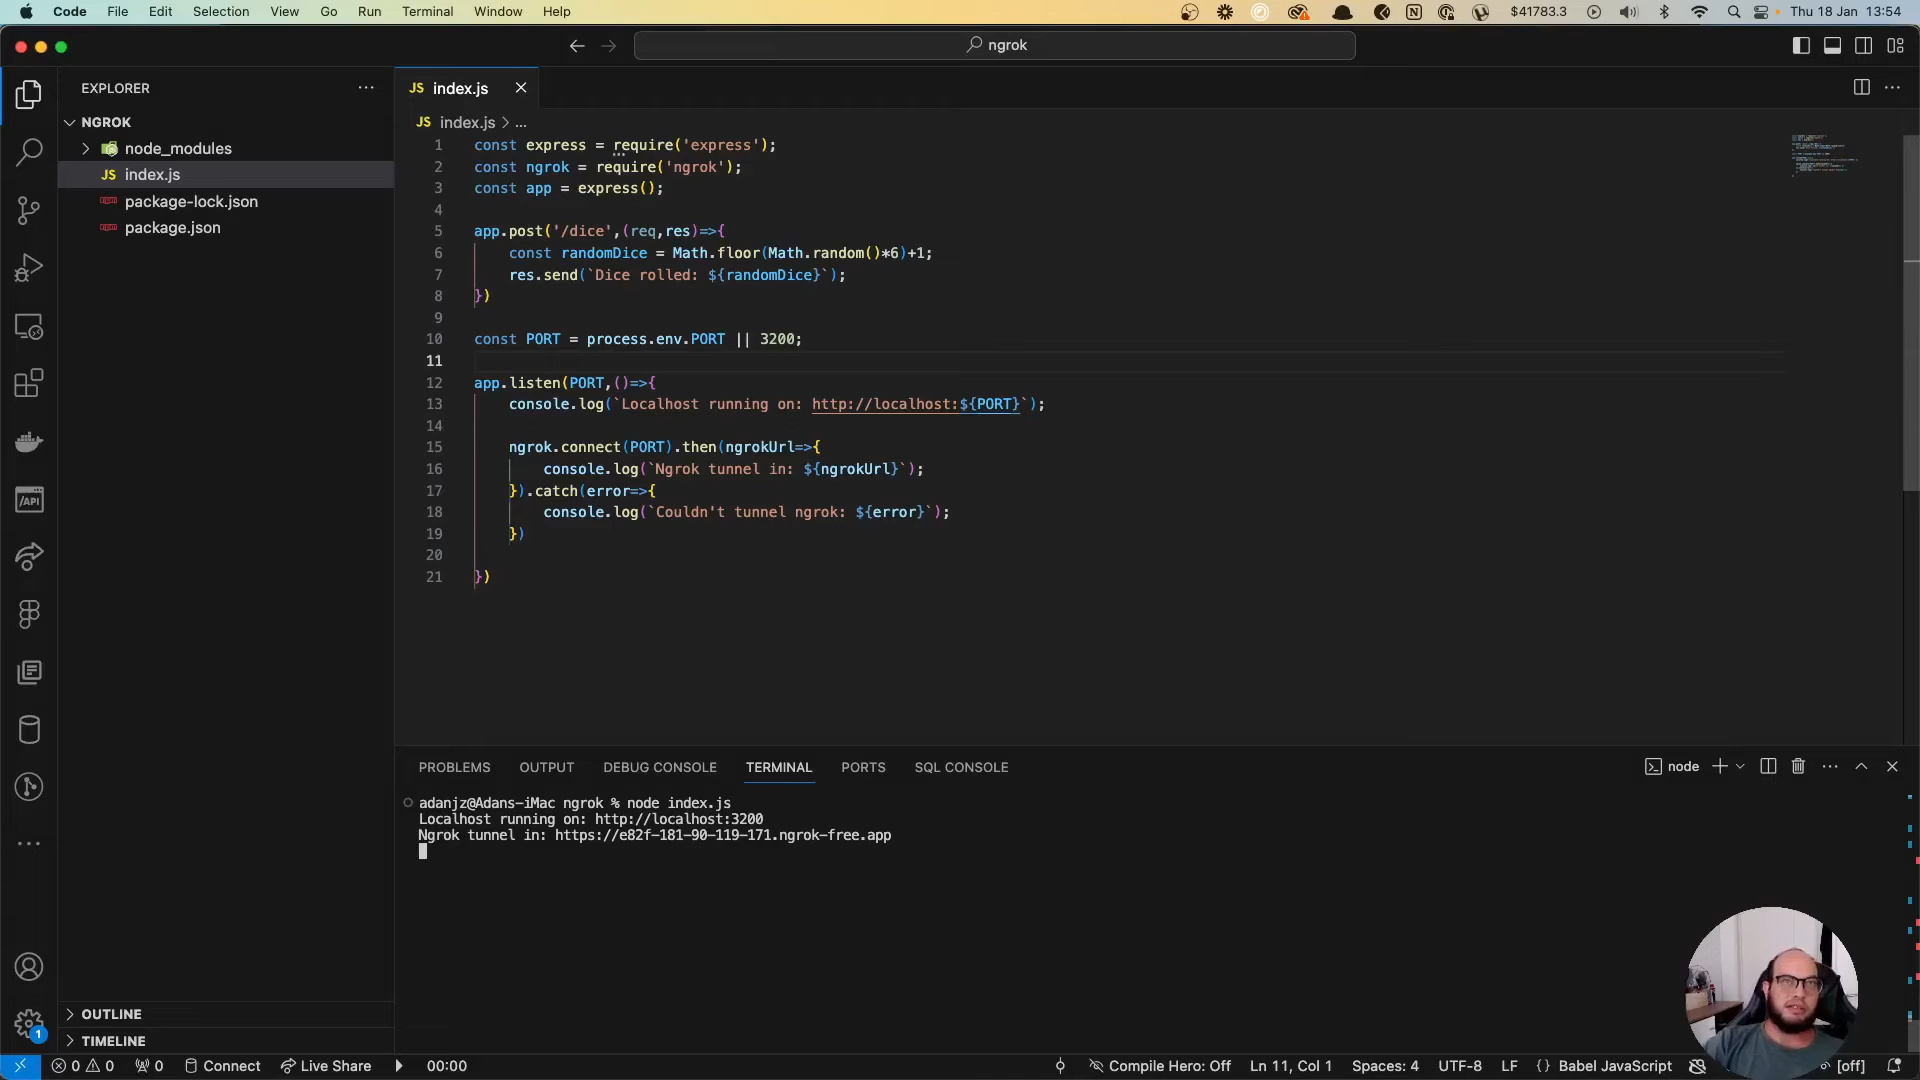 Code File Edit Selection View Go Run Terminal Window Help $41783.3 Thu 18 Jan 13:54
ngrok
EXPLORER
NGROK
node_modules
index.js
package-lock.json
package.json
OUTLINE
TIMELINE
index.js
index.js > ...
1 const express = require('express');
2 const ngrok = require('ngrok');
3 const app = express();
4
5 app.post('/dice',(req,res)=>{
6 const randomDice = Math.floor(Math.random()*6)+1;
7 res.send(`Dice rolled: ${randomDice}`);
8 })
9
10 const PORT = process.env.PORT || 3200;
11
12 app.listen(PORT,()=>{
13 console.log(`Localhost running on: http://localhost:${PORT}`);
14
15 ngrok.connect(PORT).then(ngrokUrl=>{
16 console.log(`Ngrok tunnel in: ${ngrokUrl}`);
17 }).catch(error=>{
18 console.log(`Couldn't tunnel ngrok: ${error}`);
19 })
20
21 })
PROBLEMS OUTPUT DEBUG CONSOLE TERMINAL PORTS SQL CONSOLE node
adanjz@Adans-iMac ngrok % node index.js
Localhost running on: http://localhost:3200
Ngrok tunnel in: https://e82f-181-90-119-171.ngrok-free.app
/API
1
0 0 0 Connect Live Share 00:00 Compile Hero: Off Ln 11, Col 1 Spaces: 4 UTF-8 LF {} Babel JavaScript [off]